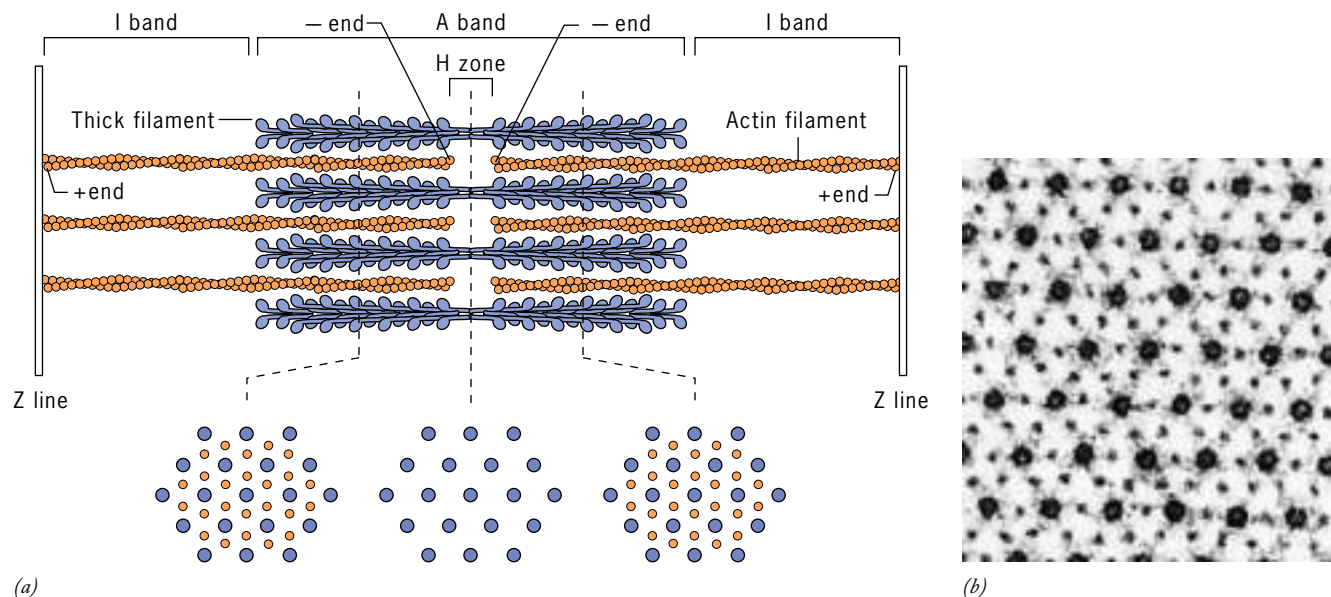 I band
— end
A band
— end
I band
H zone
Thick filament
Actin filament
+end
+end
Z line
Z line
(a)
(b)